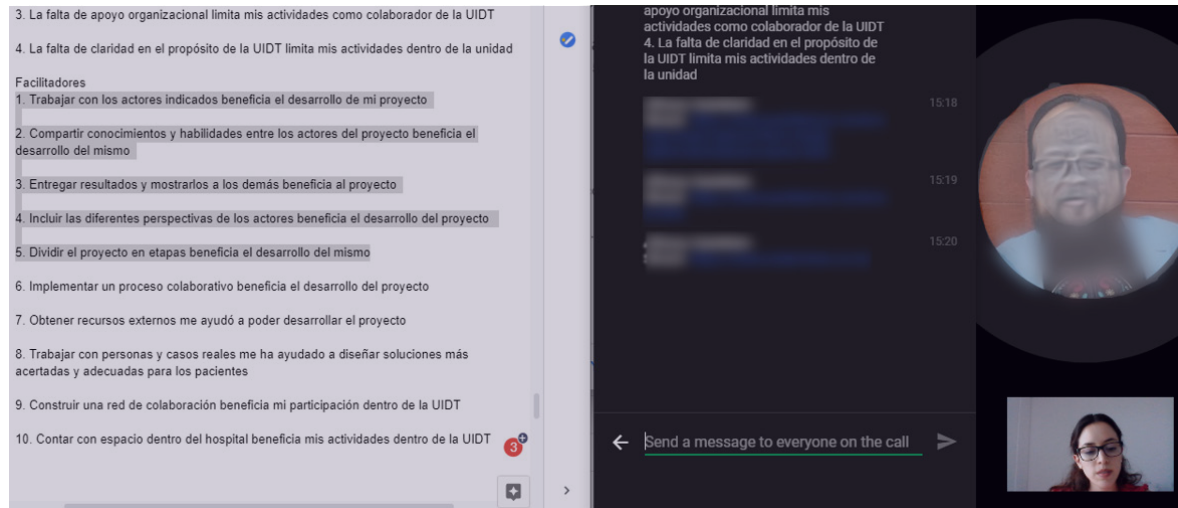 3. La falta de apoyo organizacional limita mis actividades como colaborador de la UIDT
4. La falta de claridad en el propósito de la UIDT limita mis actividades dentro de la unidad
Facilitadores
1. Trabajar con los actores indicados beneficia el desarrollo de mi proyecto
2. Compartir conocimientos y habilidades entre los actores del proyecto beneficia el
desarrollo del mismo
3. Entregar resultados y mostrarlos a los demás beneficia al proyecto
4. Incluir las diferentes perspectivas de los actores beneficia el desarrollo del proyecto
5. Dividir el proyecto en etapas beneficia el desarrollo del mismo
6. Implementar un proceso colaborativo beneficia el desarrollo del proyecto
7. Obtener recursos externos me ayudó a poder desarrollar el proyecto
8. Trabajar con personas y casos reales me ha ayudado a diseñar soluciones más
acertadas y adecuadas para los pacientes
9. Construir una red de colaboración beneficia mi participación dentro de la UIDT
10. Contar con espacio dentro del hospital beneficia mis actividades dentro de la UIDT
3
apoyo organizacional limita mis
actividades como colaborador de la UIDT
4. La falta de claridad en el propósito de
la UIDT limita mis actividades dentro de
la unidad
15:18
15:19
15:20
Send a message to everyone on the call